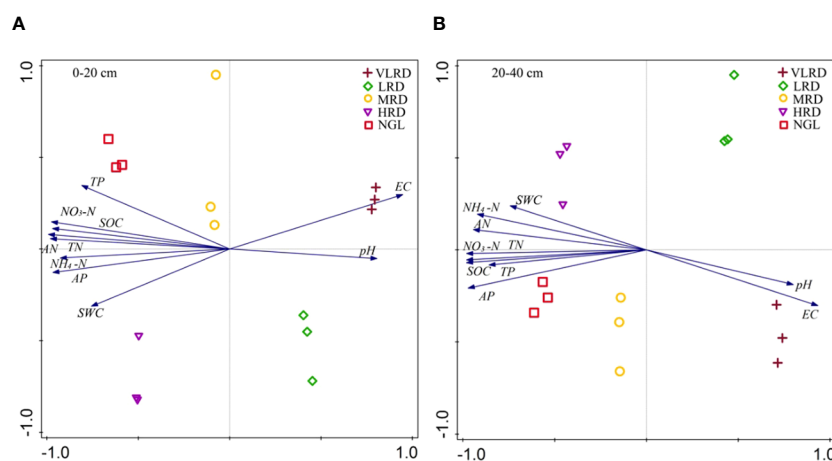 A
B
1.0
0-20 cm
VLRD
LRD
MRD
HRD
NGL
TP
EC
NO₃-N
SOC
pH
AN
TN
NH₄-N
AP
SWC
-1.0
-1.0
1.0
1.0
20-40 cm
VLRD
LRD
MRD
HRD
NGL
SWC
NH₄-N
AN
NO₃-N
TN
SOC
TP
pH
AP
EC
-1.0
-1.0
1.0